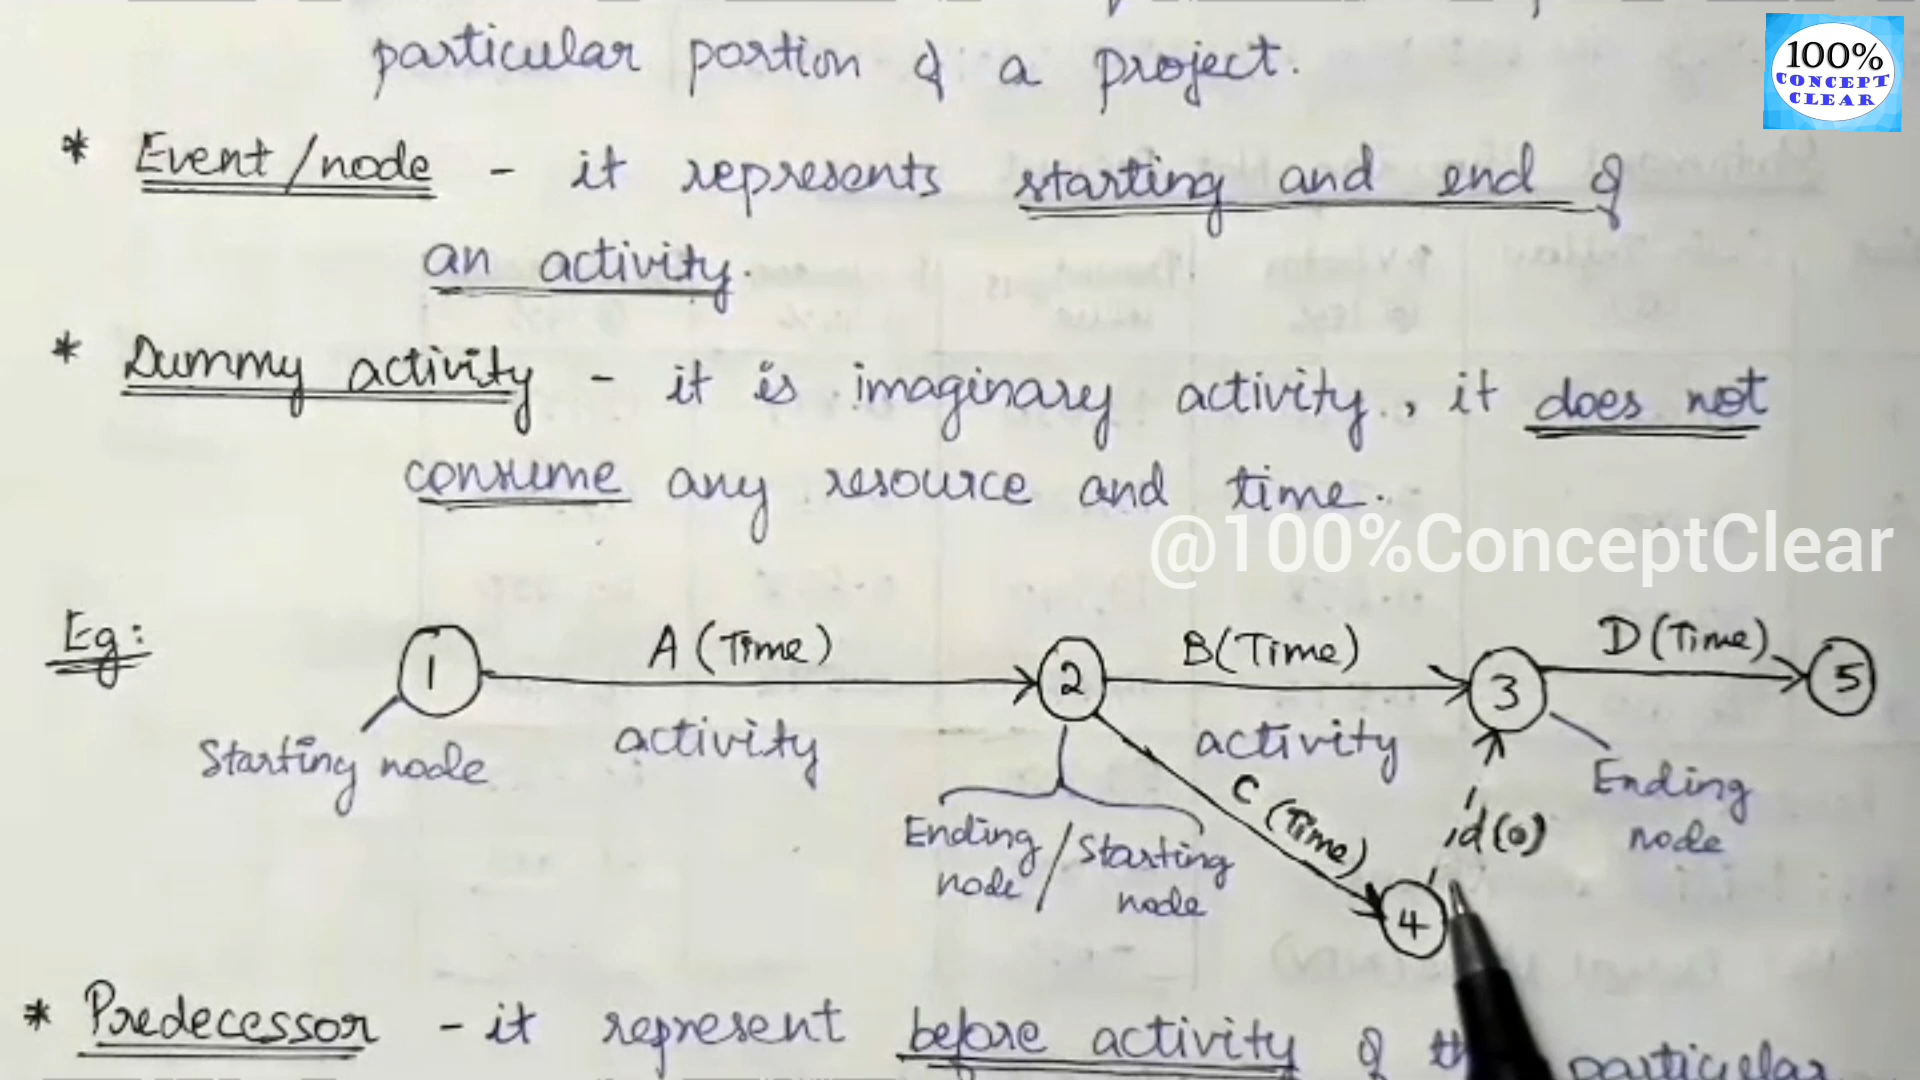 particular portion of a project.
100%
CONCEPT
CLEAR
* Event/node - it represents starting and end of
an activity.
* Dummy activity - it is imaginary activity, it does not
consume any resource and time.
@100%ConceptClear
Eg:
1 A (Time) 2 B(Time) 3 D(Time) 5
Starting node activity activity Ending
node
C (Time)
d(0)
Ending
node / Starting
node
4
* Predecessor - it represent before activity of particular